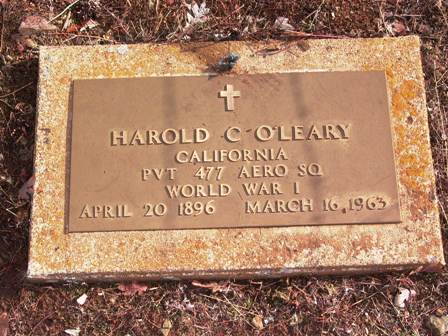 HAROLD C O'LEARY
CALIFORNIA
PVT 477 AERO SQ
WORLD WAR I
APRIL 20 1896 MARCH 16 1963